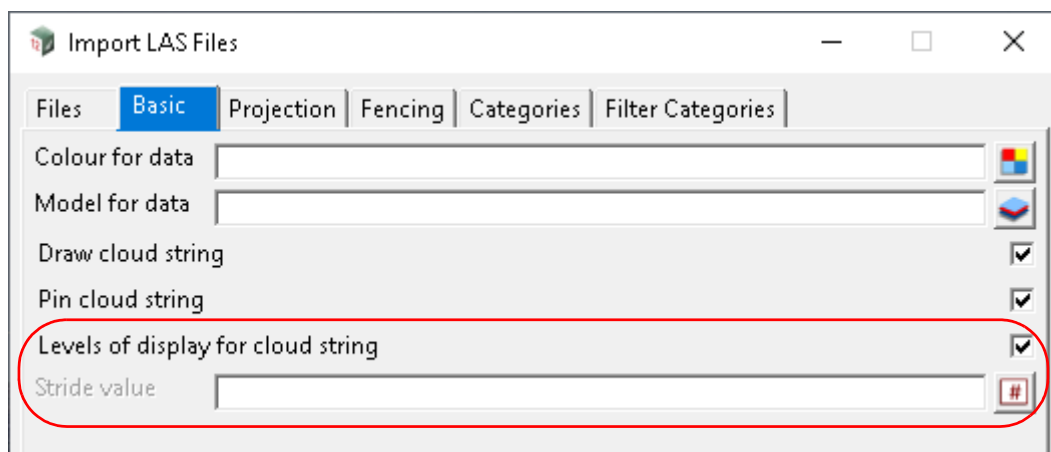 Import LAS Files
Files Basic Projection Fencing Categories Filter Categories
Colour for data
Model for data
Draw cloud string
Pin cloud string
Levels of display for cloud string
Stride value #